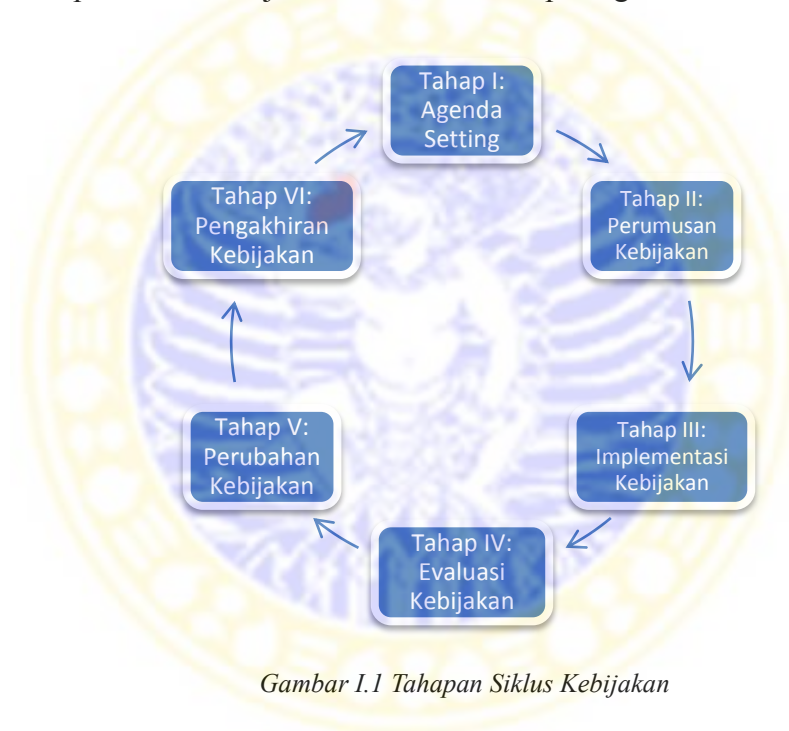 Tahap I:
Agenda
Setting
Tahap II:
Perumusan
Kebijakan
Tahap III:
Implementasi
Kebijakan
Tahap IV:
Evaluasi
Kebijakan
Tahap V:
Perubahan
Kebijakan
Tahap VI:
Pengakhiran
Kebijakan
Gambar I.1 Tahapan Siklus Kebijakan